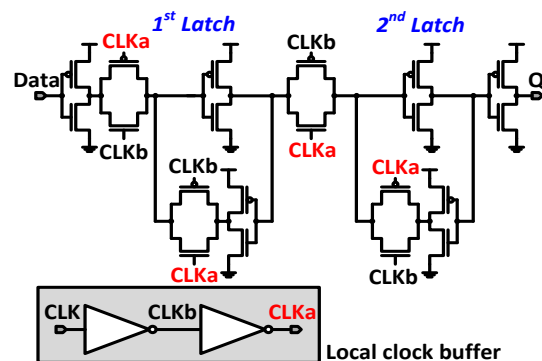 1st Latch
2nd Latch
CLKa
CLKb
Data
Q
CLKb
CLKa
CLKb
CLKa
CLKa
CLKb
CLK
CLKb
CLKa
Local clock buffer